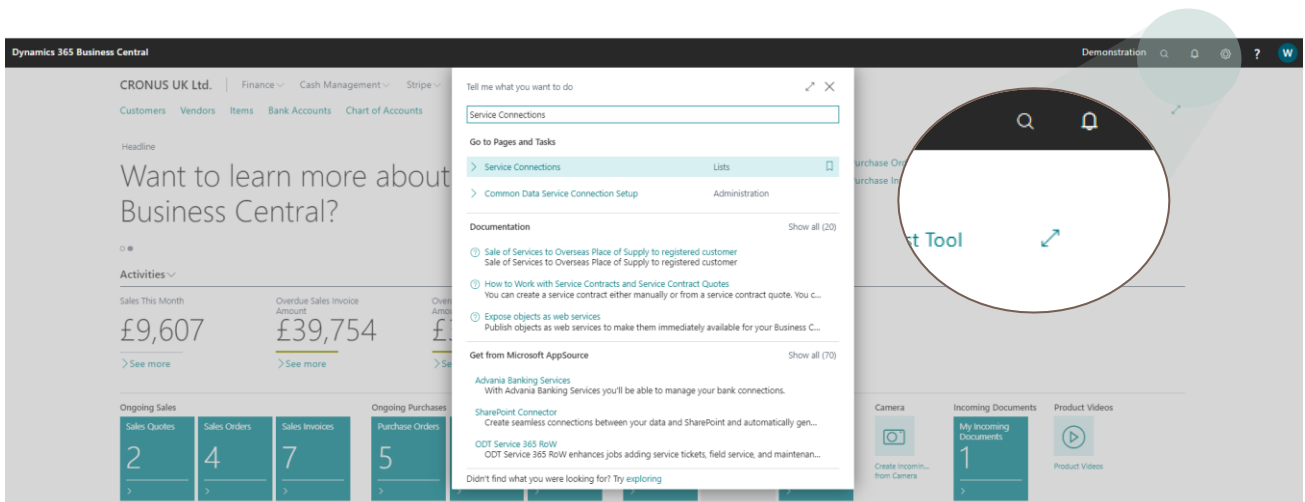 Dynamics 365 Business Central
Demonstration
?
W
CRONUS UK Ltd.
Finance
Cash Management
Stripe
Customers
Vendors
Items
Bank Accounts
Chart of Accounts
Headline
Want to learn more about
Business Central?
Activities
Sales This Month
£9,607
See more
Overdue Sales Invoice
Amount
£39,754
See more
Ongoing Sales
Sales Quotes
2
Sales Orders
4
Sales Invoices
7
Ongoing Purchases
Purchase Orders
5
Tell me what you want to do
Service Connections
Go to Pages and Tasks
Service Connections
Lists
Common Data Service Connection Setup
Administration
Documentation
Show all (20)
Sale of Services to Overseas Place of Supply to registered customer
Sale of Services to Overseas Place of Supply to registered customer
How to Work with Service Contracts and Service Contract Quotes
You can create a service contract either manually or from a service contract quote. You c...
Expose objects as web services
Publish objects as web services to make them immediately available for your Business C...
Get from Microsoft AppSource
Show all (70)
Advania Banking Services
With Advania Banking Services you'll be able to manage your bank connections.
SharePoint Connector
Create seamless connections between your data and SharePoint and automatically gen...
ODT Service 365 RoW
ODT Service 365 RoW enhances jobs adding service tickets, field service, and maintenan...
Didn't find what you were looking for? Try exploring
st Tool
Camera
Create Incomin...
from Camera
Incoming Documents
My Incoming
Documents
1
Product Videos
Product Videos